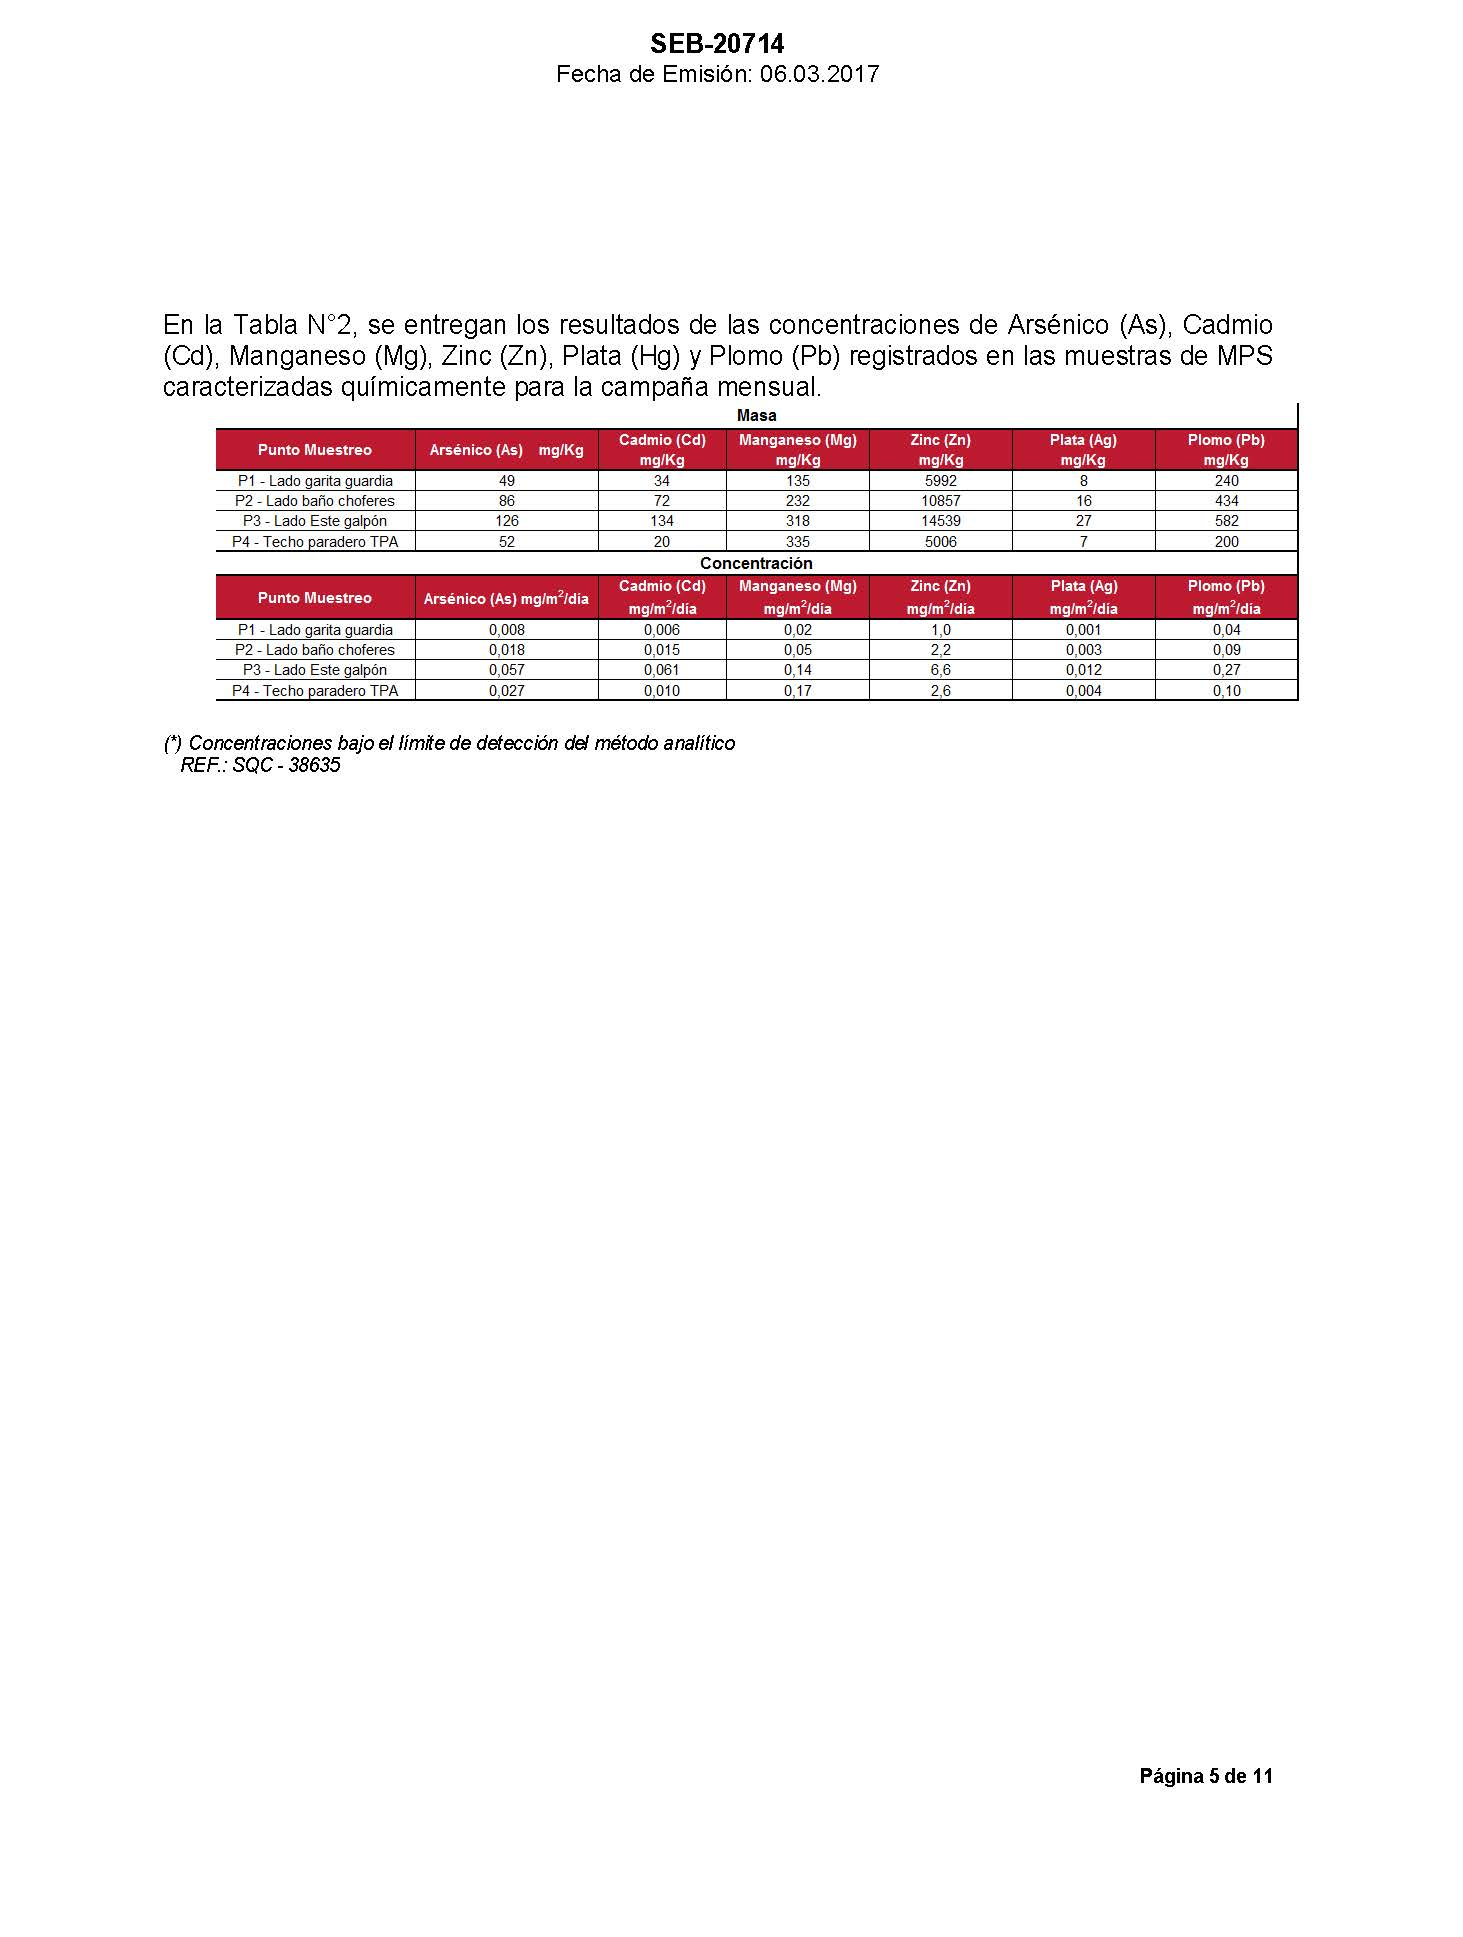 SEB-20714
Fecha de Emisión: 06.03.2017
En la Tabla N°2, se entregan los resultados de las concentraciones de Arsénico (As), Cadmio
(Cd), Manganeso (Mg), Zinc (Zn), Plata (Hg) y Plomo (Pb) registrados en las muestras de MPS
caracterizadas químicamente para la campaña mensual.
Masa
Punto Muestreo Arsénico (As) mg/Kg Cadmio (Cd) mg/Kg Manganeso (Mg) mg/Kg Zinc (Zn) mg/Kg Plata (Ag) mg/Kg Plomo (Pb) mg/Kg
P1 - Lado garita guardia 49 34 135 5992 8 240
P2 - Lado baño choferes 86 72 232 10857 16 434
P3 - Lado Este galpón 126 134 318 14539 27 582
P4 - Techo paradero TPA 52 20 335 5006 7 200
Concentración
Punto Muestreo Arsénico (As) mg/m²/día Cadmio (Cd) mg/m²/día Manganeso (Mg) mg/m²/día Zinc (Zn) mg/m²/día Plata (Ag) mg/m²/día Plomo (Pb) mg/m²/día
P1 - Lado garita guardia 0,008 0,006 0,02 1,0 0,001 0,04
P2 - Lado baño choferes 0,018 0,015 0,05 2,2 0,003 0,09
P3 - Lado Este galpón 0,057 0,061 0,14 6,6 0,012 0,27
P4 - Techo paradero TPA 0,027 0,010 0,17 2,6 0,004 0,10
(*) Concentraciones bajo el límite de detección del método analítico
REF.: SQC - 38635
Página 5 de 11